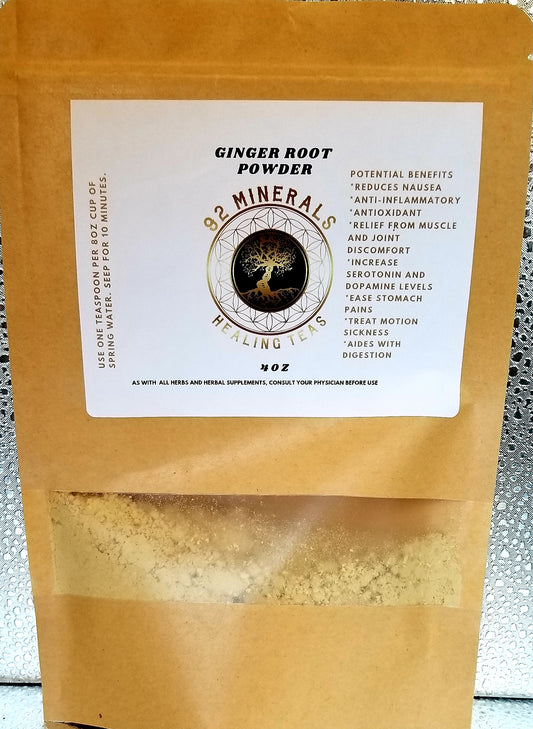 GINGER ROOT
POWDER
92 MINERALS
HEALING TEAS
4OZ
AS WITH ALL HERBS AND HERBAL SUPPLEMENTS, CONSULT YOUR PHYSICIAN BEFORE USE
USE ONE TEASPOON PER 8OZ CUP OF
SPRING WATER. SEEP FOR 10 MINUTES.
POTENTIAL BENEFITS
*REDUCES NAUSEA
*ANTI-INFLAMMATORY
*ANTIOXIDANT
*RELIEF FROM MUSCLE
AND JOINT
DISCOMFORT
*INCREASE
SEROTONIN AND
DOPAMINE LEVELS
*EASE STOMACH
PAINS
*TREAT MOTION
SICKNESS
*AIDES WITH
DIGESTION